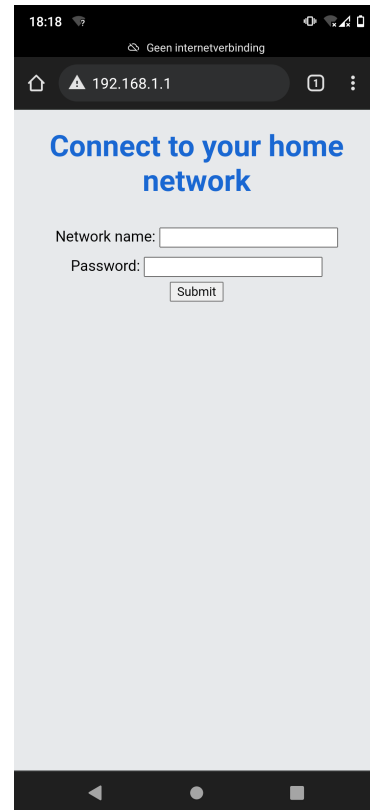 18:18
Geen internetverbinding
192.168.1.1
1
Connect to your home
network
Network name:
Password:
Submit